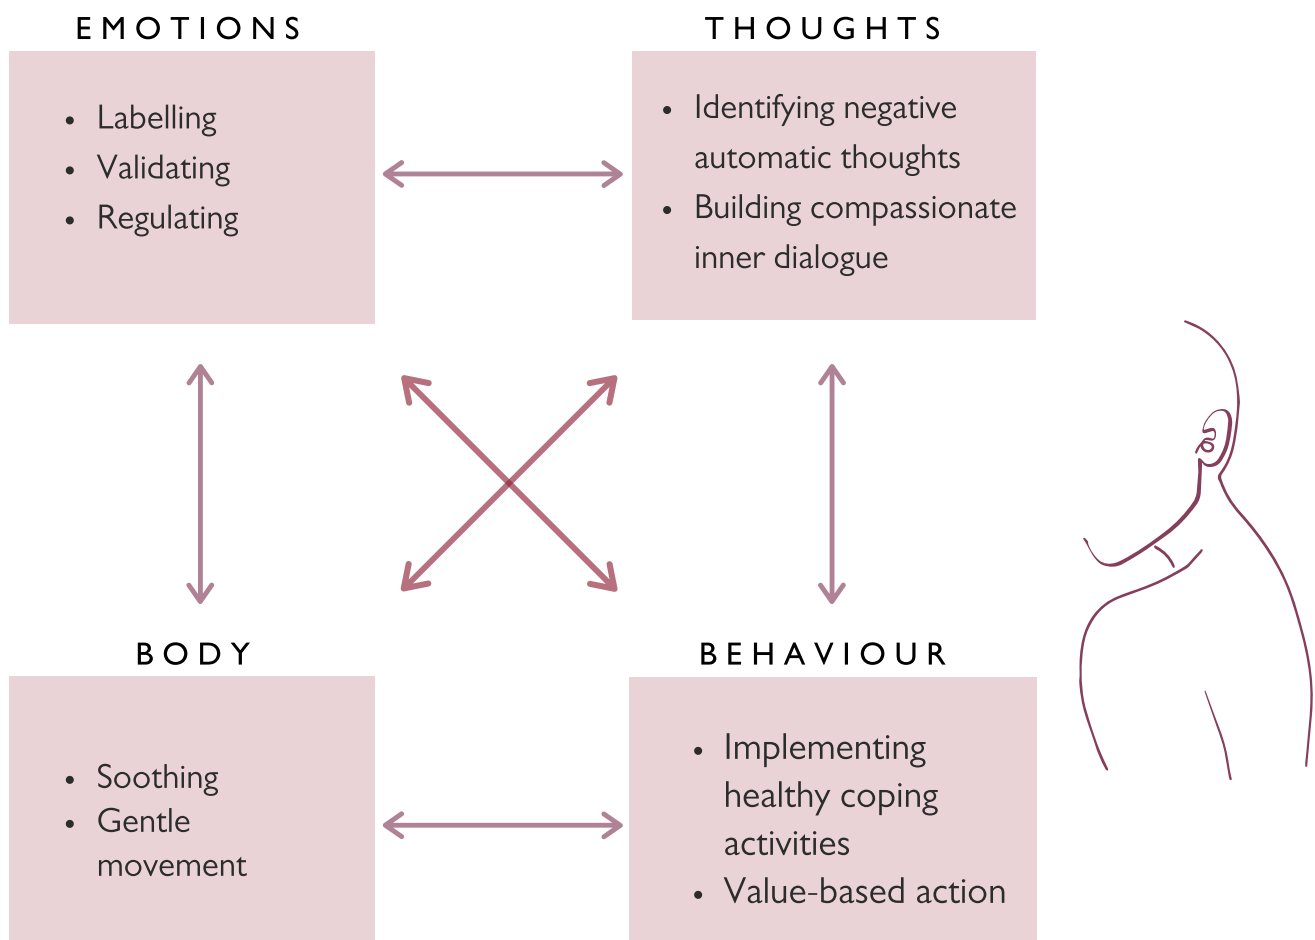 EMOTIONS
• Labelling
• Validating
• Regulating
THOUGHTS
• Identifying negative
automatic thoughts
• Building compassionate
inner dialogue
BODY
• Soothing
• Gentle
movement
BEHAVIOUR
• Implementing
healthy coping
activities
• Value-based action